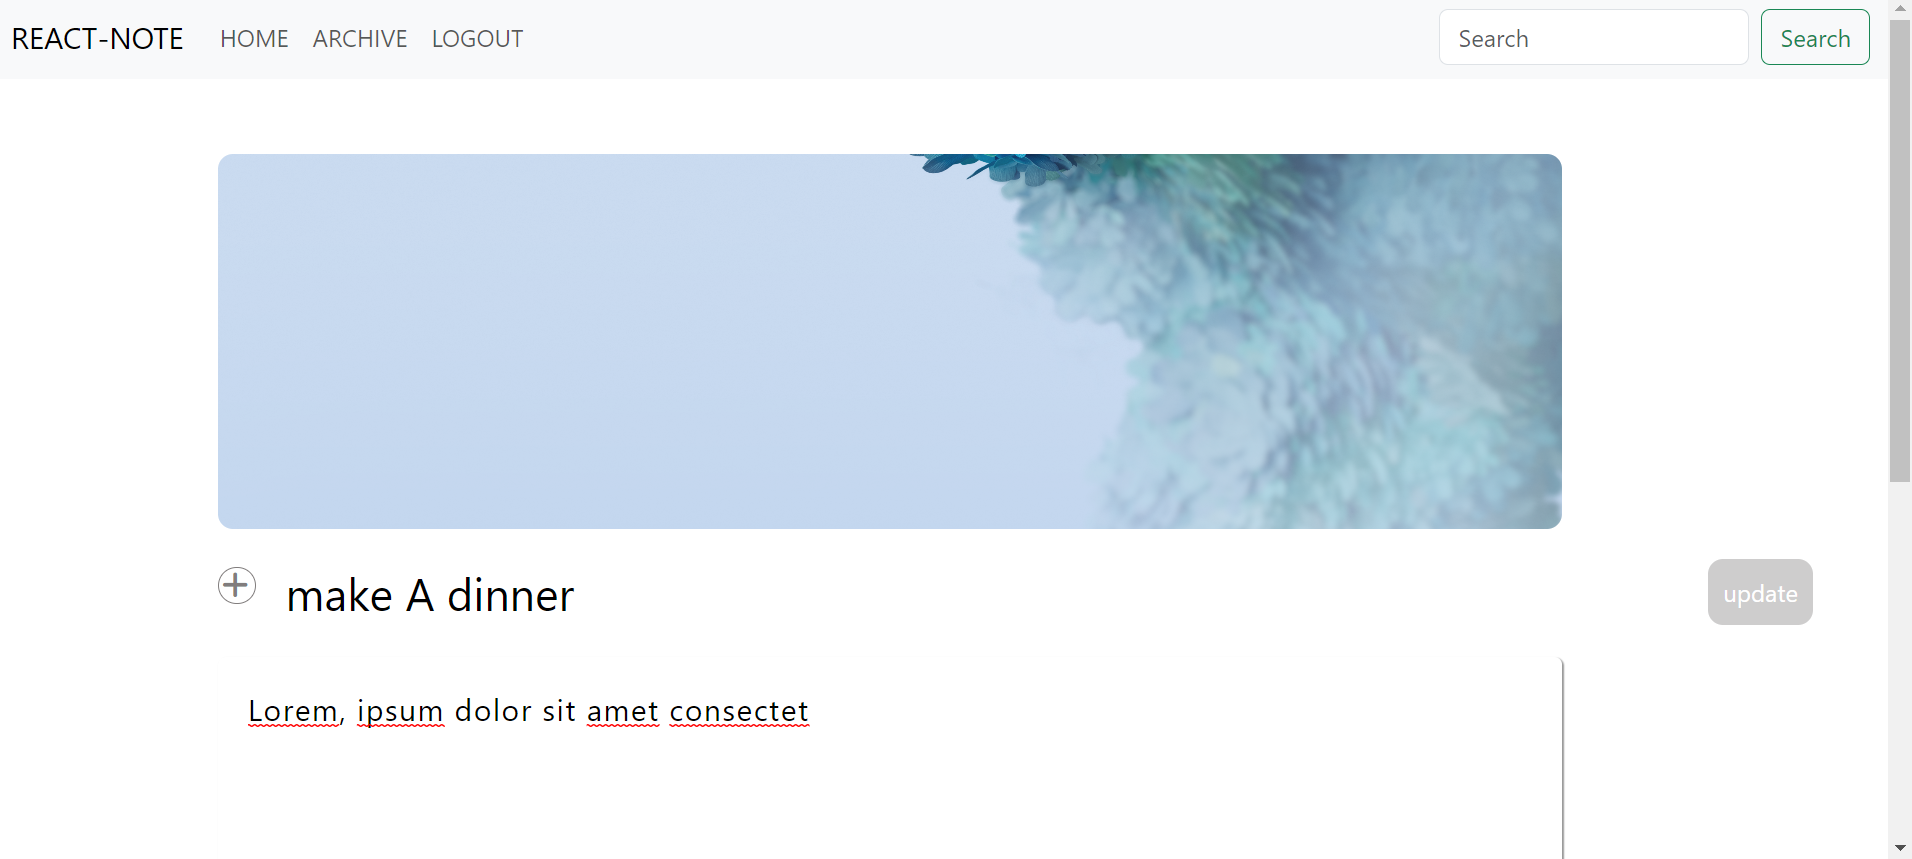 REACT-NOTE HOME ARCHIVE LOGOUT Search Search
make A dinner update
Lorem, ipsum dolor sit amet consectet